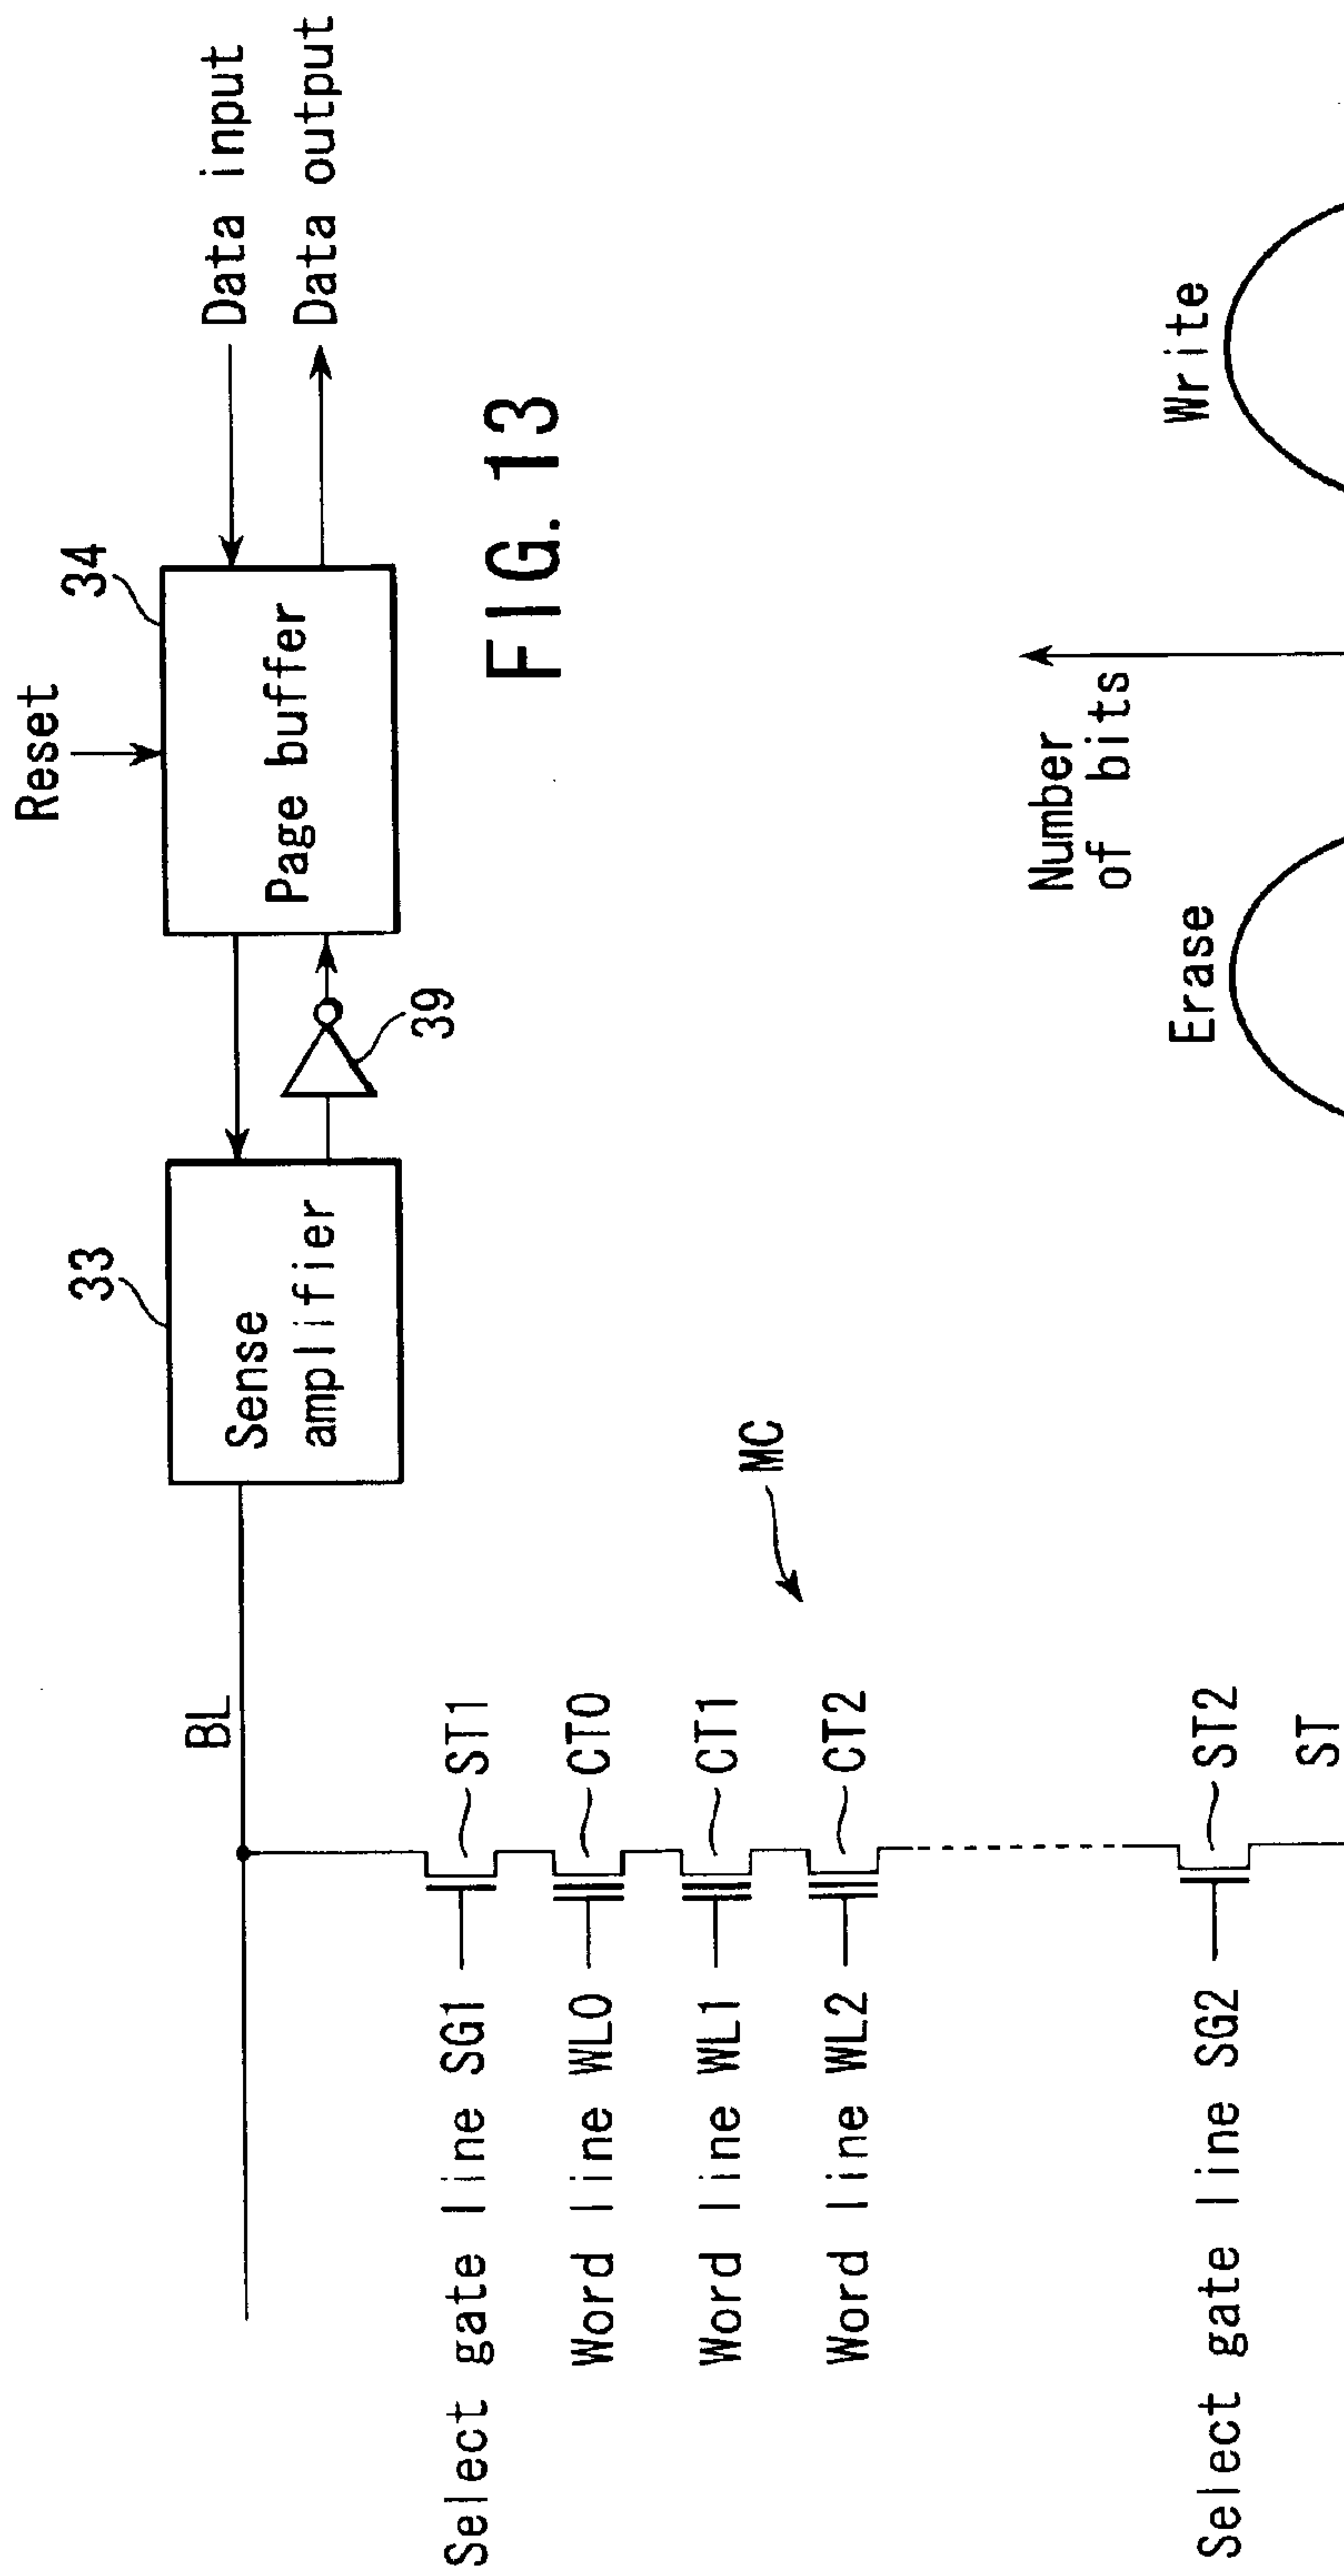 Reset
34
33
Data input
Data output
Page buffer
Sense
amplifier
39
BL
FIG. 13
Select gate line SG1
ST1
Word line WL0
CT0
Word line WL1
CT1
Word line WL2
CT2
MC
Number
of bits
Erase
Write
Select gate line SG2
ST2
ST